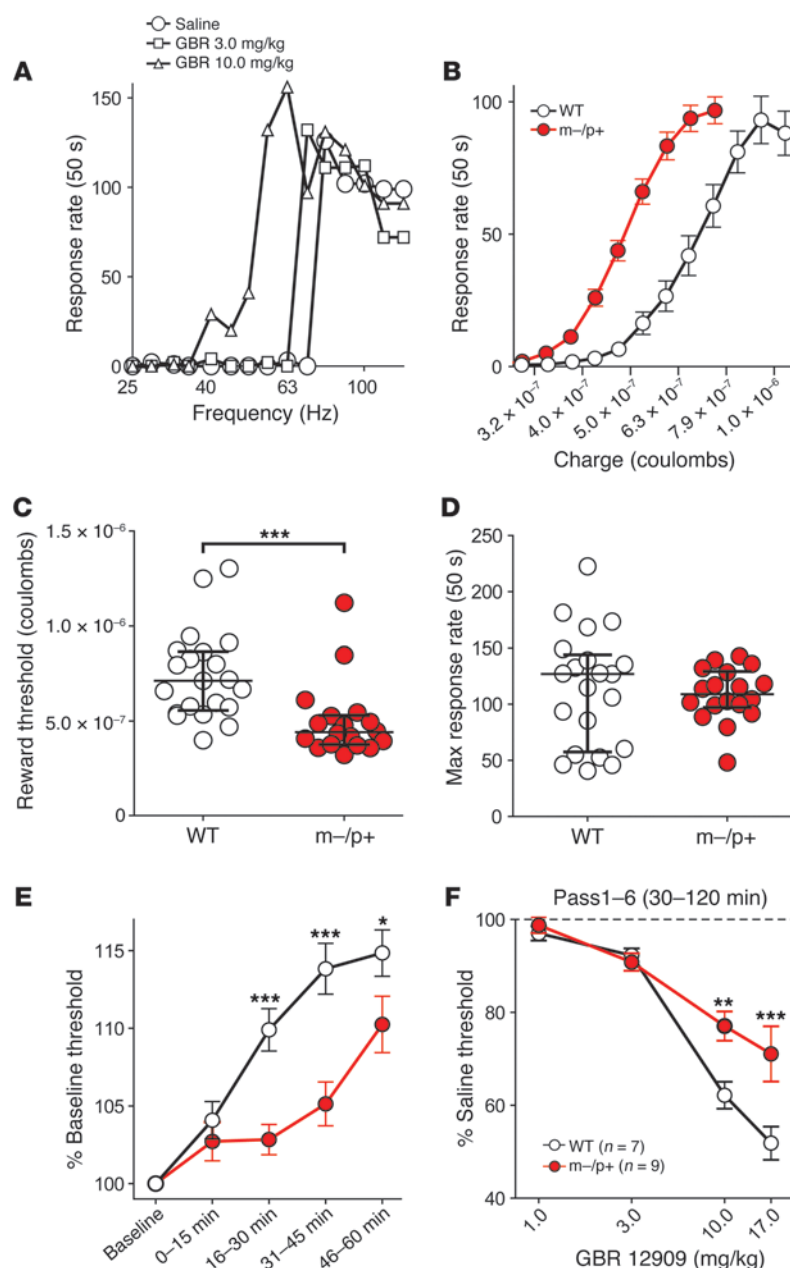 Saline
GBR 3.0 mg/kg
GBR 10.0 mg/kg
A
150
100
50
0
Response rate (50 s)
25
40
63
100
Frequency (Hz)
B
WT
m–/p+
100
50
0
Response rate (50 s)
3.2 × 10⁻⁷
4.0 × 10⁻⁷
5.0 × 10⁻⁷
6.3 × 10⁻⁷
7.9 × 10⁻⁷
1.0 × 10⁻⁶
Charge (coulombs)
C
***
1.5 × 10⁻⁶
1.0 × 10⁻⁶
5.0 × 10⁻⁷
0
Reward threshold (coulombs)
WT
m–/p+
D
250
200
150
100
50
0
Max response rate (50 s)
WT
m–/p+
E
115
110
105
100
% Baseline threshold
***
***
*
Baseline
0–15 min
16–30 min
31–45 min
46–60 min
F
Pass1–6 (30–120 min)
100
80
60
40
% Saline threshold
**
***
WT (n = 7)
m–/p+ (n = 9)
1.0
3.0
10.0
17.0
GBR 12909 (mg/kg)